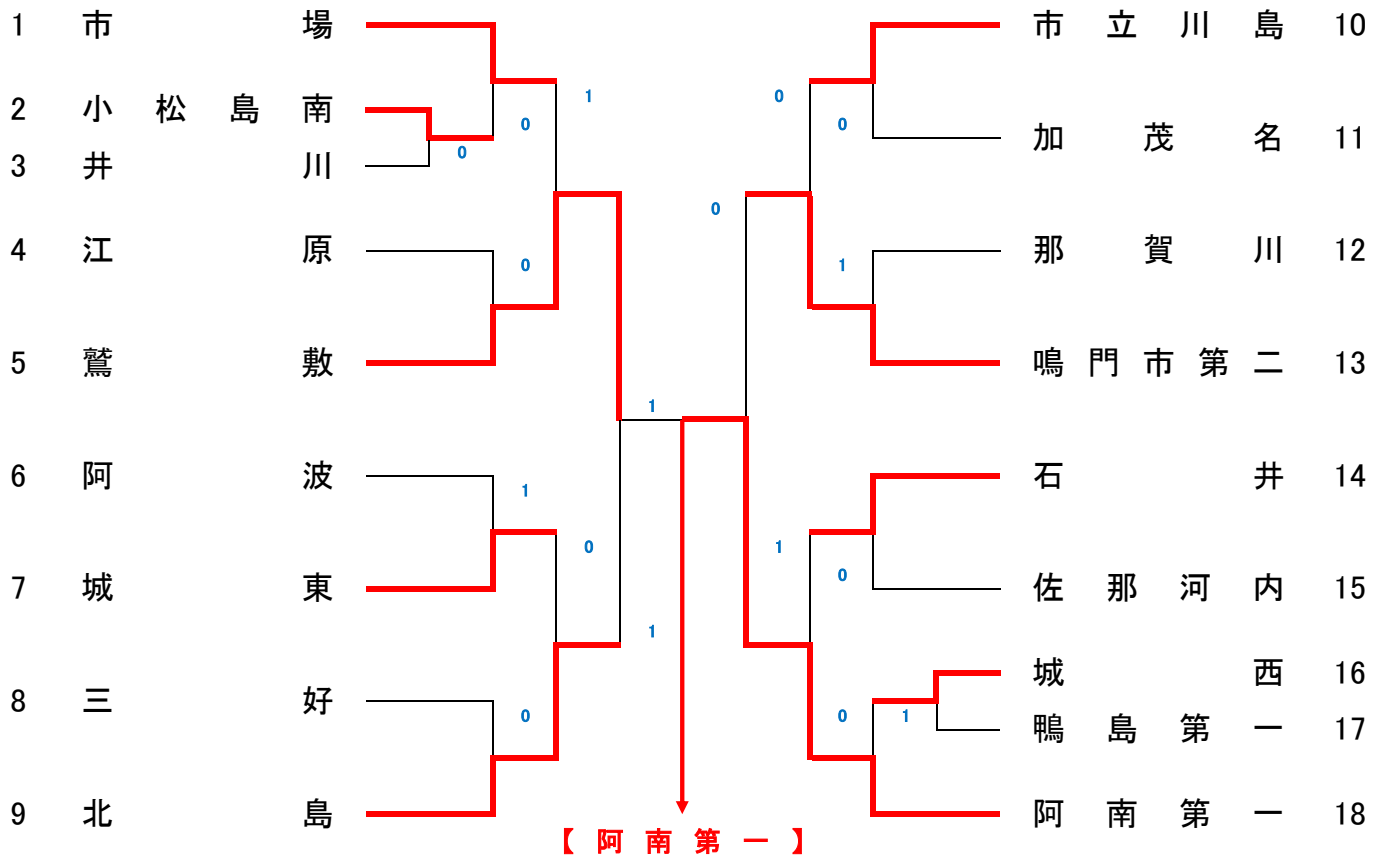 1 市場
2 小松島南
3 井川
4 江原
5 鷲敷
6 阿波
7 城東
8 三好
9 北島
0
0
0
1
0
0
1
1
1
0
0
1
0
1
0
0
1
市立川島 10
加茂名 11
那賀川 12
鳴門市第二 13
石井 14
佐那河内 15
城西 16
鴨島第一 17
阿南第一 18
【阿南第一】